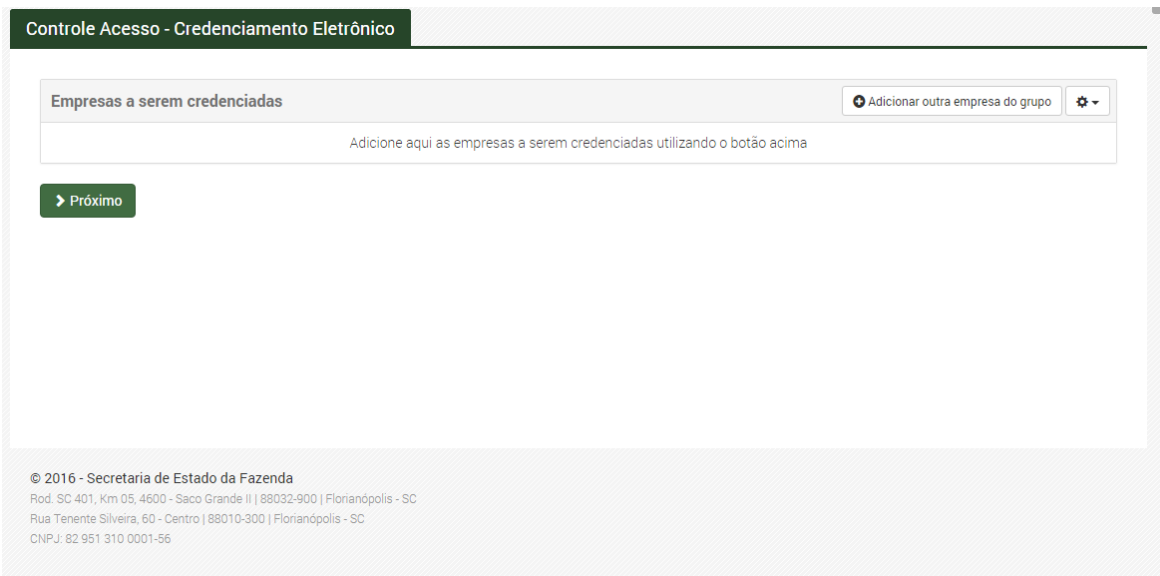 Controle Acesso - Credenciamento Eletrônico
Empresas a serem credenciadas
Adicionar outra empresa do grupo
Adicione aqui as empresas a serem credenciadas utilizando o botão acima
Próximo
© 2016 - Secretaria de Estado da Fazenda
Rod. SC 401, Km 05, 4600 - Saco Grande II | 88032-900 | Florianópolis - SC
Rua Tenente Silveira, 60 - Centro | 88010-300 | Florianópolis - SC
CNPJ: 82 951 310 0001-56